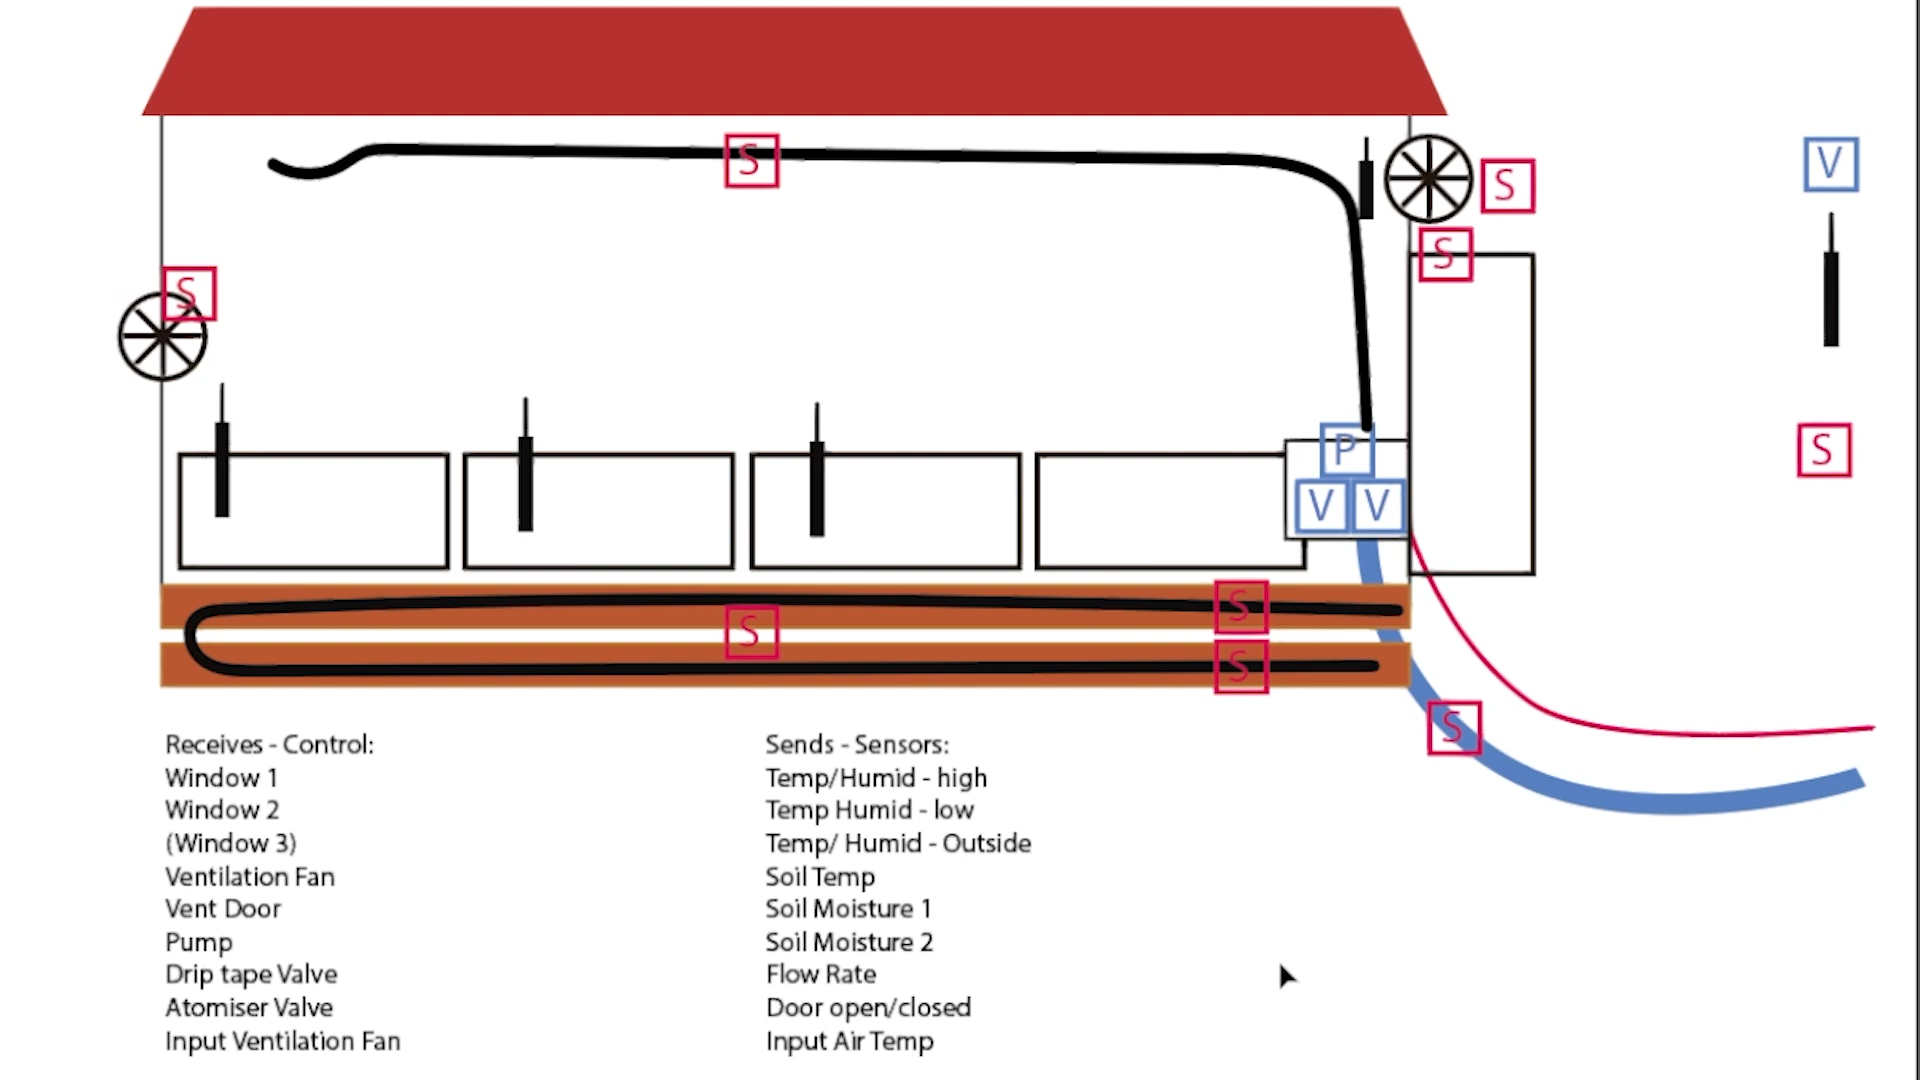 S
V
S
S
S
S
S
P
V V
S
S
S
S
Receives - Control:
Window 1
Window 2
(Window 3)
Ventilation Fan
Vent Door
Pump
Drip tape Valve
Atomiser Valve
Input Ventilation Fan
Sends - Sensors:
Temp/Humid - high
Temp Humid - low
Temp/ Humid - Outside
Soil Temp
Soil Moisture 1
Soil Moisture 2
Flow Rate
Door open/closed
Input Air Temp